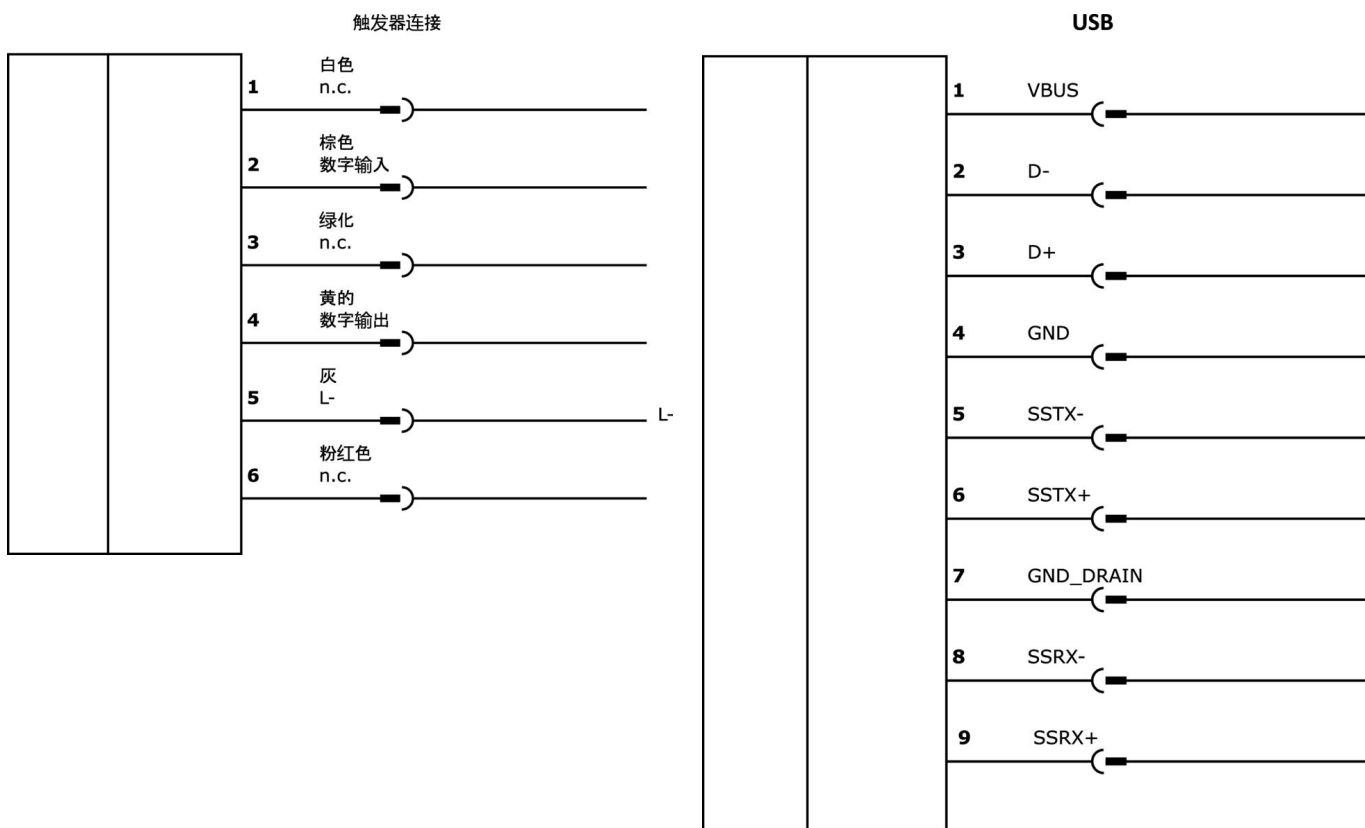 触发器连接
白色
1 n.c.
棕色
2 数字输入
绿化
3 n.c.
黄的
4 数字输出
灰
5 L-
L-
粉红色
6 n.c.
USB
1 VBUS
2 D-
3 D+
4 GND
5 SSTX-
6 SSTX+
7 GND_DRAIN
8 SSRX-
9 SSRX+